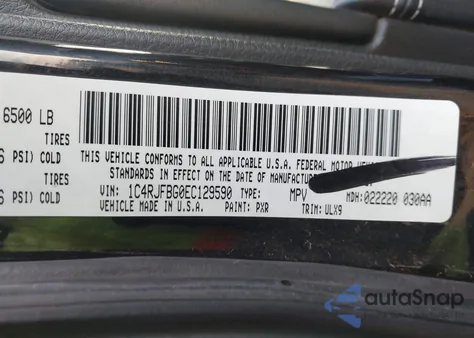 6500 LB
TIRES
PSI) COLD
TIRES
PSI) COLD
THIS VEHICLE CONFORMS TO ALL APPLICABLE U.S.A. FEDERAL MOTOR
STANDARDS IN EFFECT ON THE DATE OF
VIN: 1C4RJFBG0EC129590 TYPE: MPV MDH: 022220 030AA
VEHICLE MADE IN U.S.A. PAINT: PXR TRIM: ULX9
autoSnap